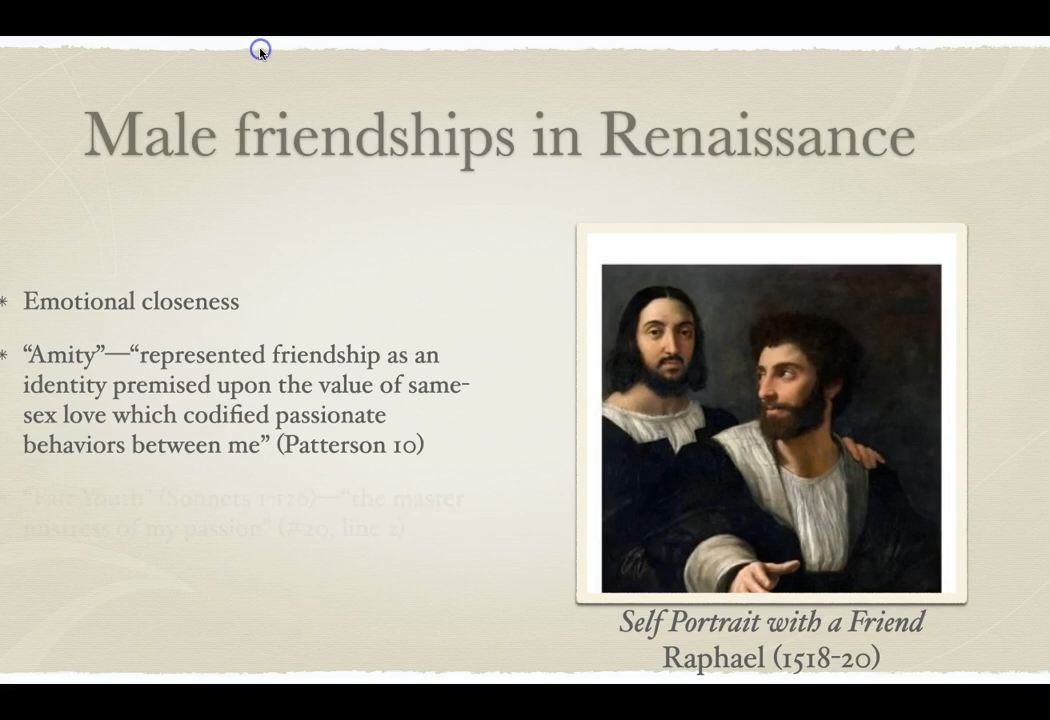 Male friendships in Renaissance
Emotional closeness
“Amity”—“represented friendship as an
identity premised upon the value of same-
sex love which codified passionate
behaviors between me” (Patterson 10)
“Fair Youth” (Sonnets 1-126)—“the master
mistress of my passion” (#20, line 2)
Self Portrait with a Friend
Raphael (1518-20)